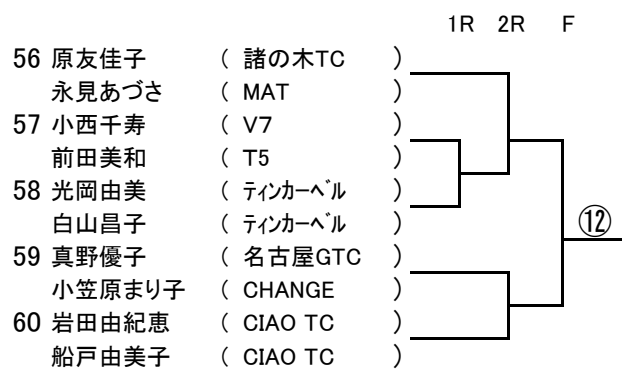 1R 2R F
56 原友佳子 ( 諸の木TC )
永見あづさ ( MAT )
57 小西千寿 ( V7 )
前田美和 ( T5 )
58 光岡由美 ( ティンカーベル )
白山昌子 ( ティンカーベル )
⑫
59 真野優子 ( 名古屋GTC )
小笠原まり子 ( CHANGE )
60 岩田由紀恵 ( CIAO TC )
船戸由美子 ( CIAO TC )